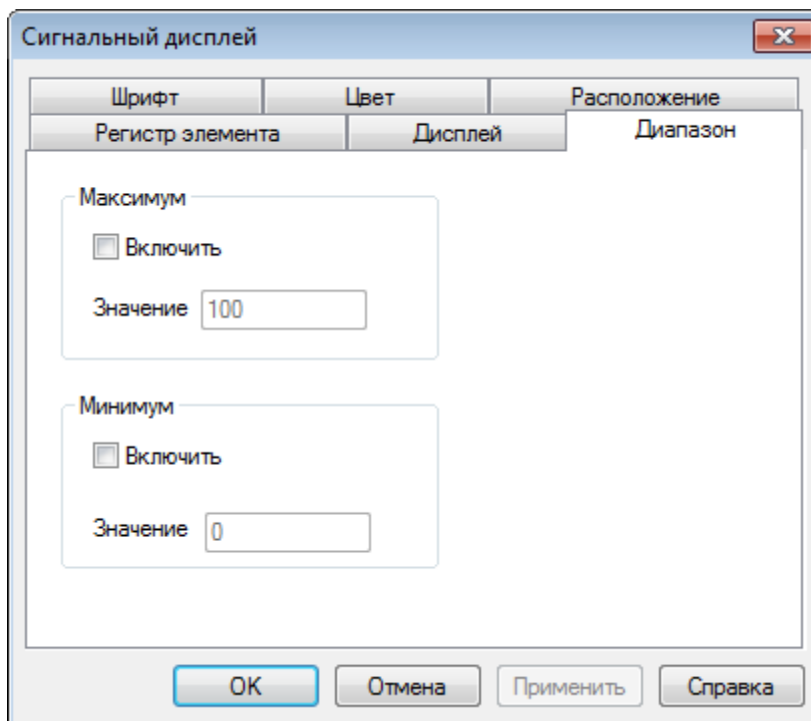 Сигнальный дисплей
Шрифт Цвет Расположение
Регистр элемента Дисплей Диапазон
Максимум
Включить
Значение 100
Минимум
Включить
Значение 0
OK Отмена Применить Справка